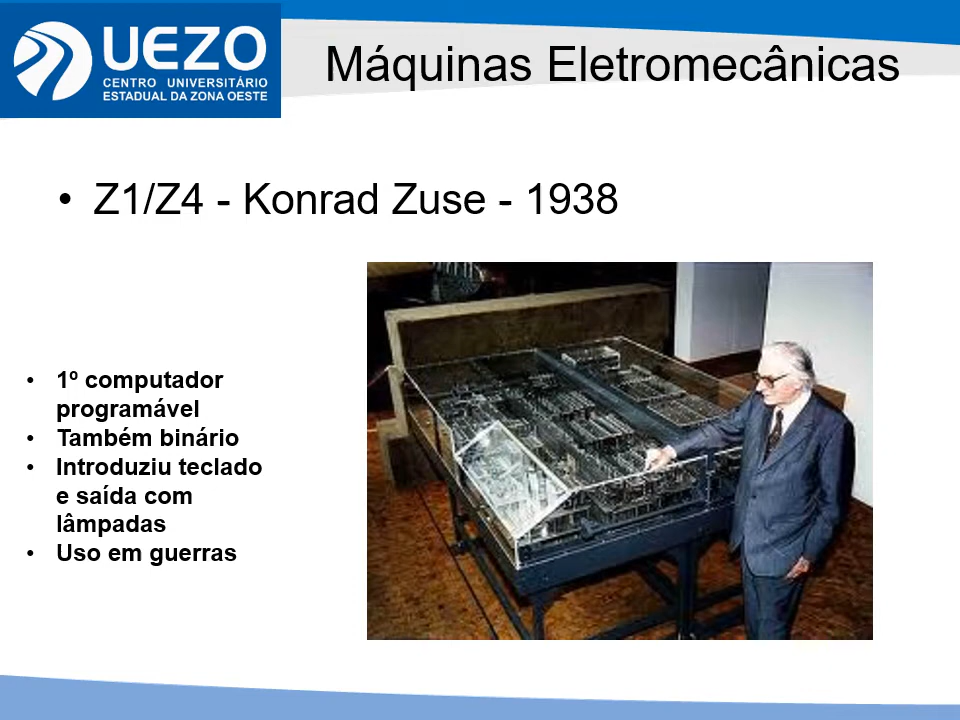 UEZO
CENTRO UNIVERSITÁRIO
ESTADUAL DA ZONA OESTE
Máquinas Eletromecânicas
• Z1/Z4 - Konrad Zuse - 1938
• 1º computador
programável
• Também binário
• Introduziu teclado
e saída com
lâmpadas
• Uso em guerras